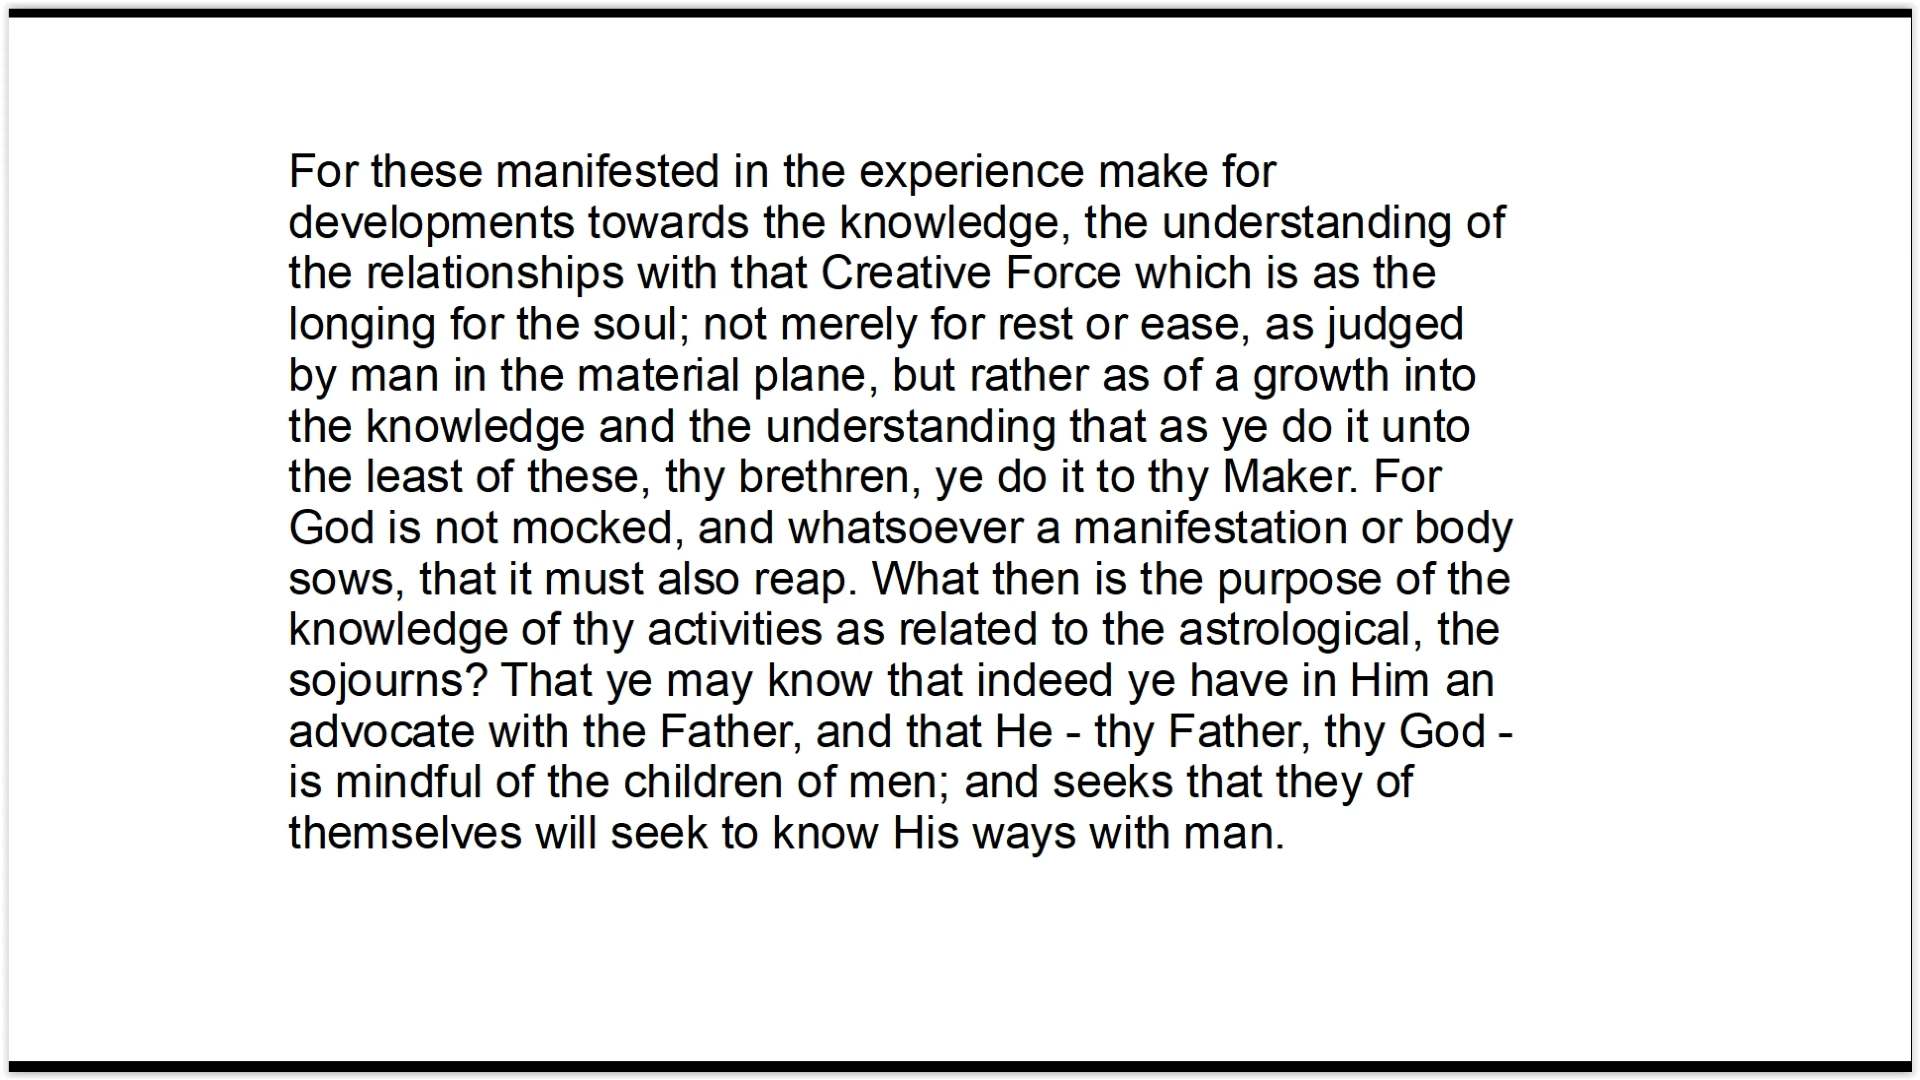 For these manifested in the experience make for
developments towards the knowledge, the understanding of
the relationships with that Creative Force which is as the
longing for the soul; not merely for rest or ease, as judged
by man in the material plane, but rather as of a growth into
the knowledge and the understanding that as ye do it unto
the least of these, thy brethren, ye do it to thy Maker. For
God is not mocked, and whatsoever a manifestation or body
sows, that it must also reap. What then is the purpose of the
knowledge of thy activities as related to the astrological, the
sojourns? That ye may know that indeed ye have in Him an
advocate with the Father, and that He - thy Father, thy God -
is mindful of the children of men; and seeks that they of
themselves will seek to know His ways with man.